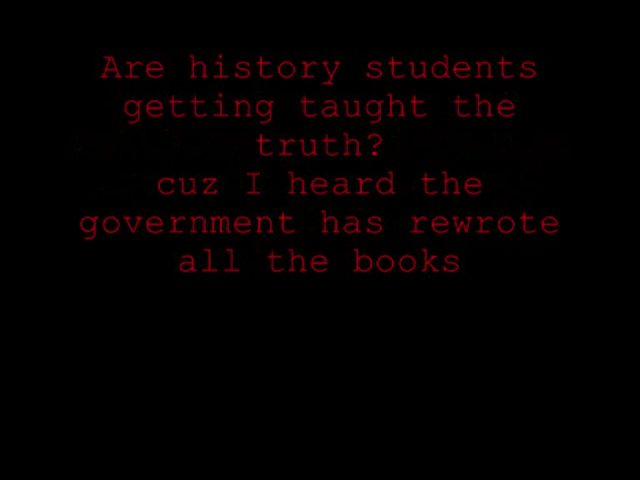 Are history students
getting taught the
truth?
cuz I heard the
government has rewrote
all the books